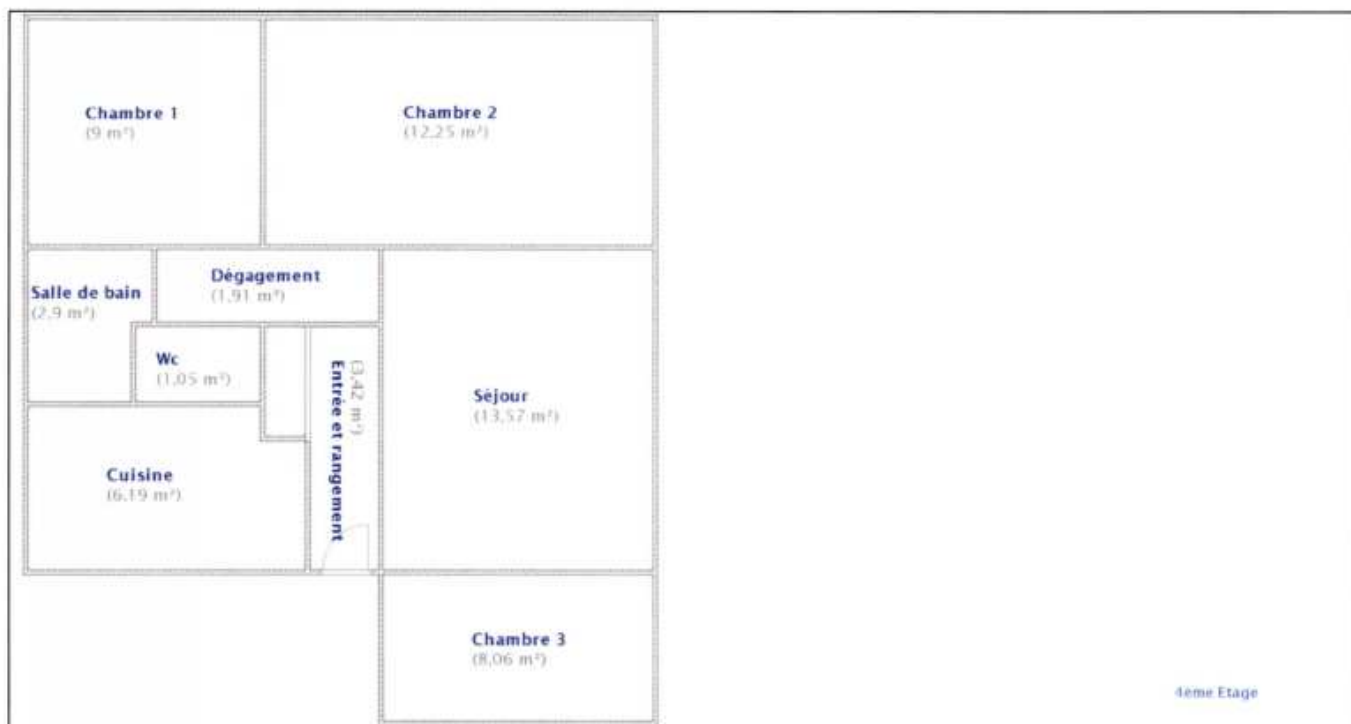 Chambre 1
(9 m²)
Chambre 2
(12,25 m²)
Salle de bain
(2,9 m²)
Dégagement
(1,91 m²)
Wc
(1,05 m²)
Entrée et rangement
(3,42 m²)
Séjour
(13,57 m²)
Cuisine
(6,19 m²)
Chambre 3
(8,06 m²)
4ème Etage